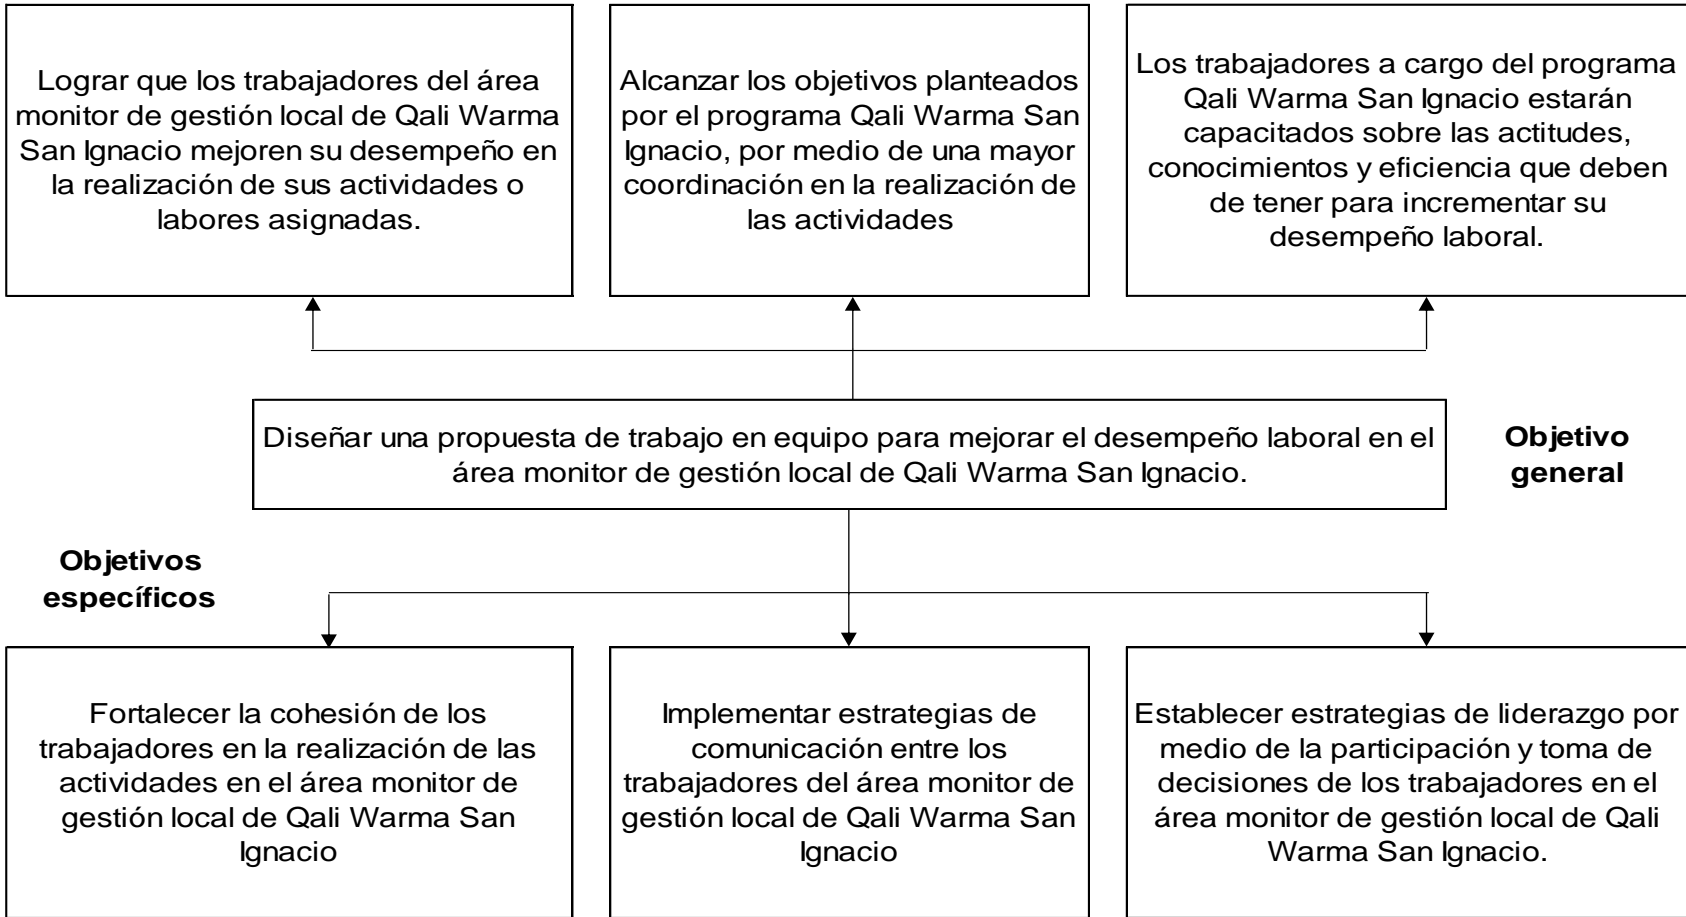 Lograr que los trabajadores del área
monitor de gestión local de Qali Warma
San Ignacio mejoren su desempeño en
la realización de sus actividades o
labores asignadas.
Alcanzar los objetivos planteados
por el programa Qali Warma San
Ignacio, por medio de una mayor
coordinación en la realización de
las actividades
Los trabajadores a cargo del programa
Qali Warma San Ignacio estarán
capacitados sobre las actitudes,
conocimientos y eficiencia que deben
de tener para incrementar su
desempeño laboral.
Diseñar una propuesta de trabajo en equipo para mejorar el desempeño laboral en el
área monitor de gestión local de Qali Warma San Ignacio.
Objetivo
general
Objetivos
específicos
Fortalecer la cohesión de los
trabajadores en la realización de las
actividades en el área monitor de
gestión local de Qali Warma San
Ignacio
Implementar estrategias de
comunicación entre los
trabajadores del área monitor de
gestión local de Qali Warma San
Ignacio
Establecer estrategias de liderazgo por
medio de la participación y toma de
decisiones de los trabajadores en el
área monitor de gestión local de Qali
Warma San Ignacio.